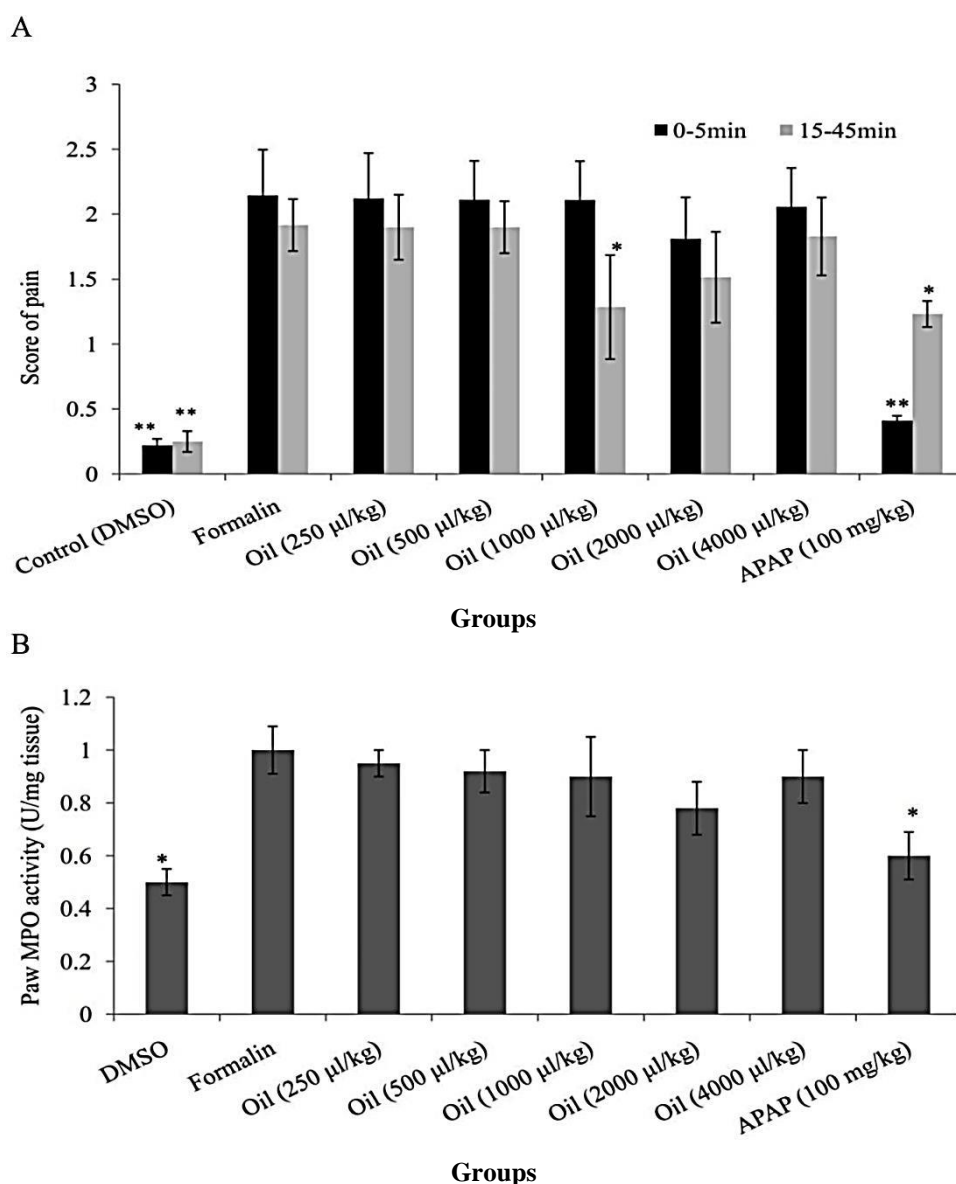 A
3
2.5
2
1.5
1
0.5
0
Score of pain
0-5min 15-45min
** ** * ** *
Control (DMSO)
Formalin
Oil (250 µl/kg)
Oil (500 µl/kg)
Oil (1000 µl/kg)
Oil (2000 µl/kg)
Oil (4000 µl/kg)
APAP (100 mg/kg)
Groups
B
1.2
1
0.8
0.6
0.4
0.2
0
Paw MPO activity (U/mg tissue)
* *
DMSO
Formalin
Oil (250 µl/kg)
Oil (500 µl/kg)
Oil (1000 µl/kg)
Oil (2000 µl/kg)
Oil (4000 µl/kg)
APAP (100 mg/kg)
Groups